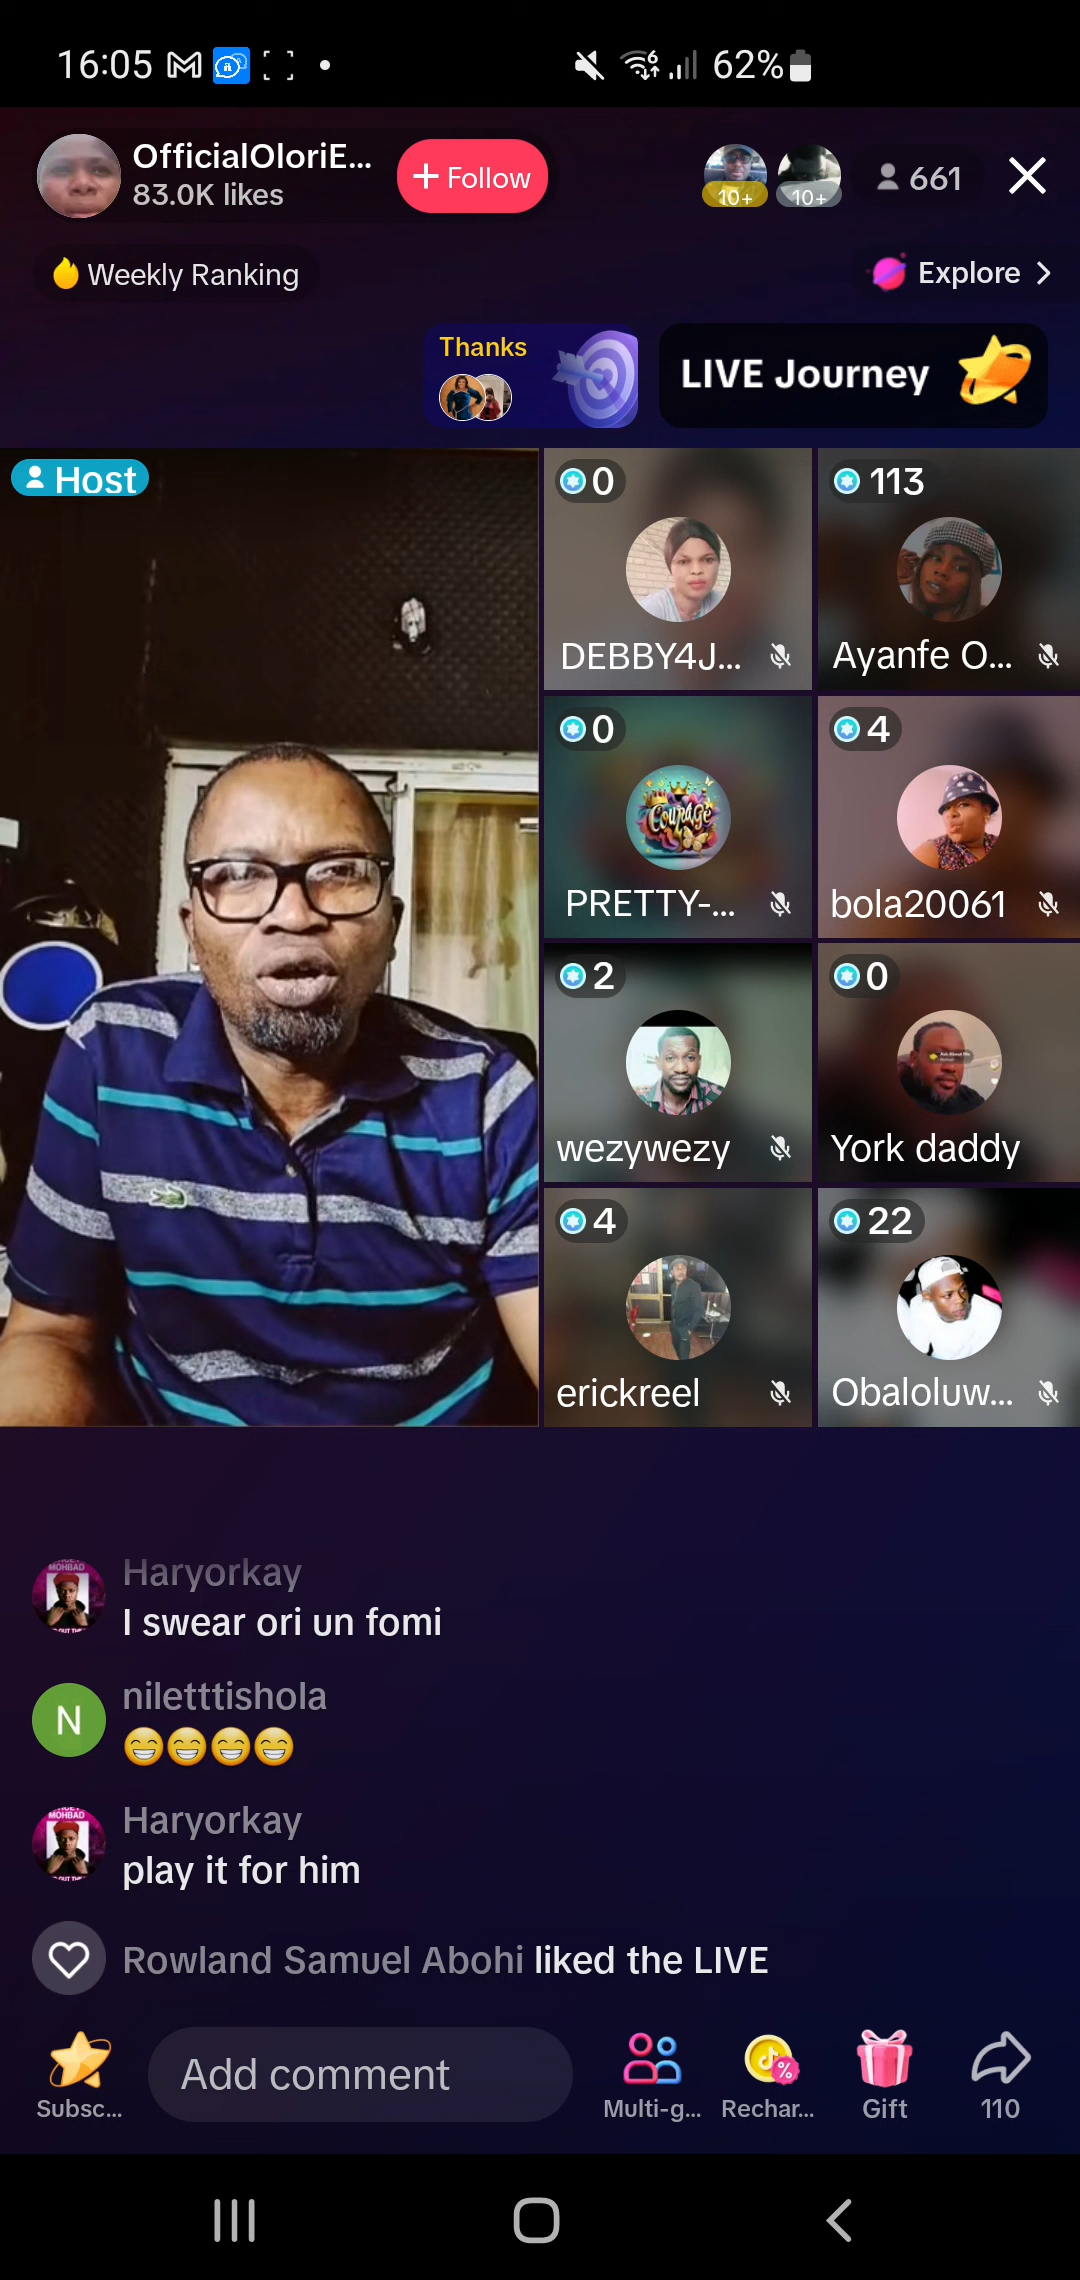 16:05
62%
OfficialOloriE...
83.0K likes
+ Follow
10+
10+
661
Weekly Ranking
Explore
Thanks
LIVE Journey
Host
0
113
DEBBY4J...
Ayanfe O...
0
4
Coupage
PRETTY-...
bola20061
2
0
wezywezy
York daddy
4
22
erickreel
Obaloluw...
MOHBAD
Haryorkay
I swear ori un fomi
N
niletttishola
😁😁😁😁
MOHBAD
Haryorkay
play it for him
Rowland Samuel Abohi liked the LIVE
Subsc...
Add comment
Multi-g...
Rechar...
Gift
110